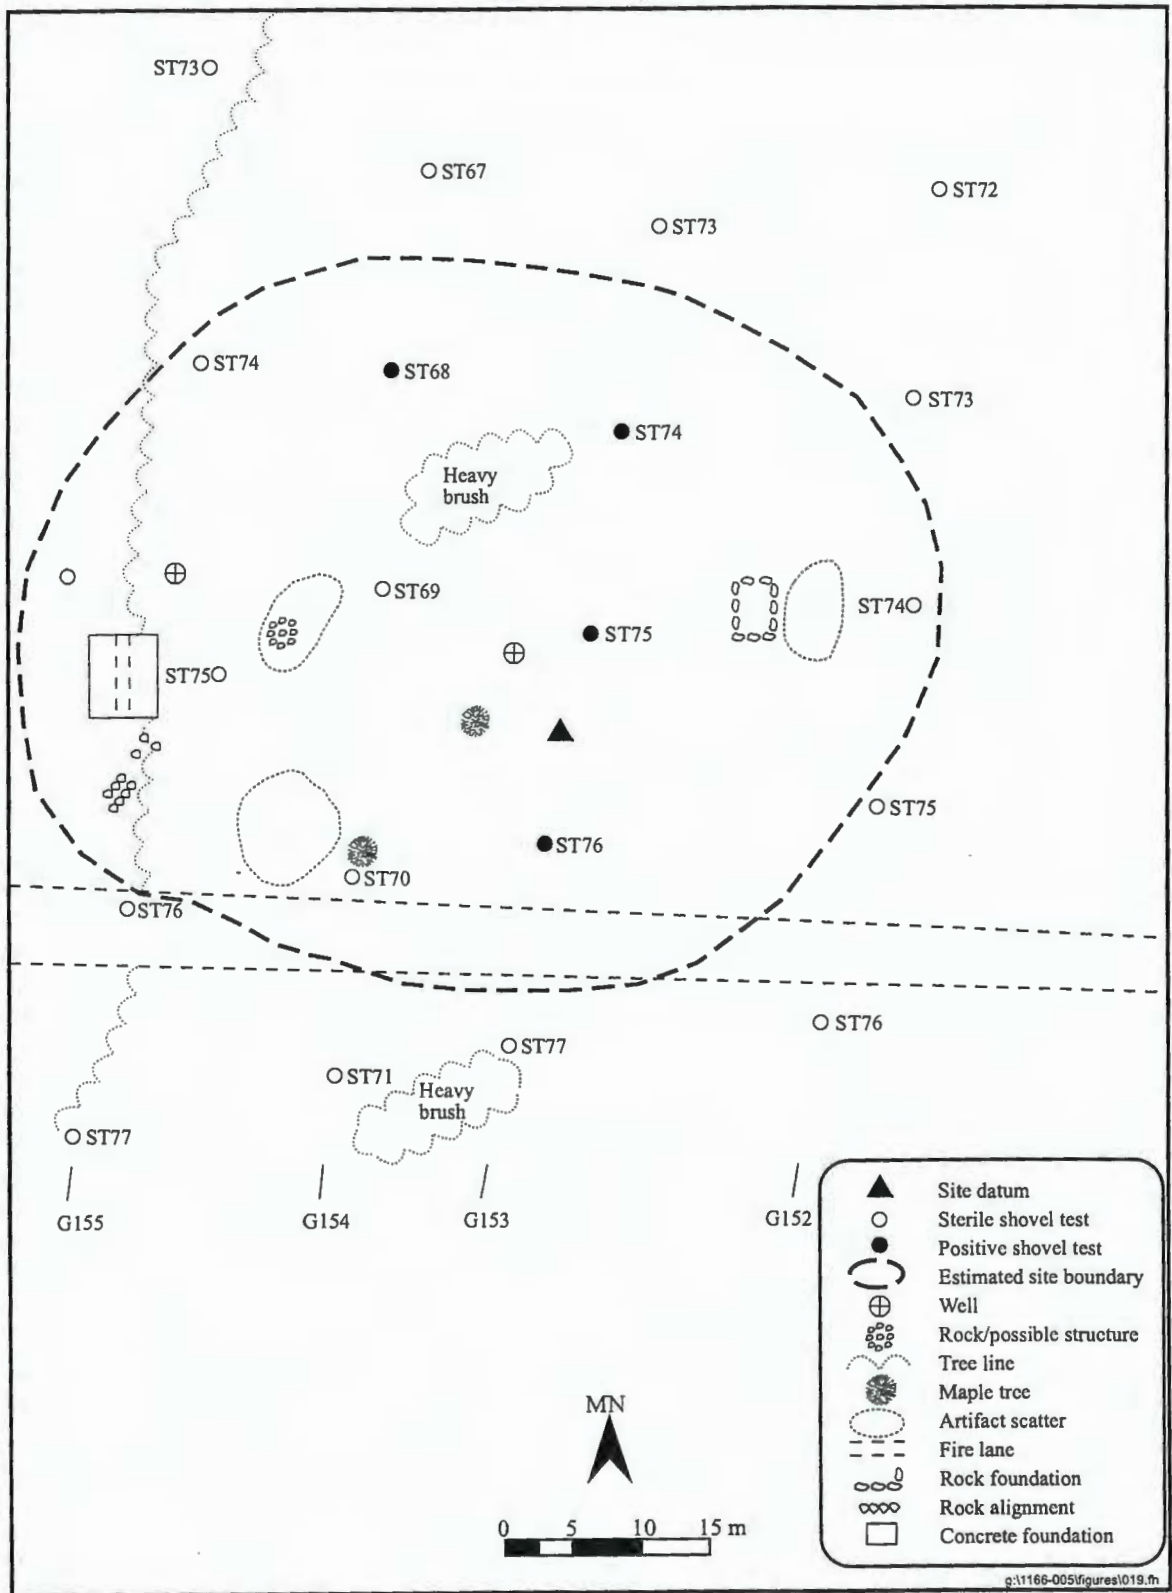 ST73
ST67
ST72
ST73
ST74
ST68
ST73
ST74
Heavy
brush
ST69
ST74
ST75
ST75
ST75
ST76
ST70
ST76
ST76
ST77
ST71
Heavy
brush
ST77
G155
G154
G153
G152
Site datum
Sterile shovel test
Positive shovel test
Estimated site boundary
Well
Rock/possible structure
Tree line
Maple tree
Artifact scatter
Fire lane
Rock foundation
Rock alignment
Concrete foundation
MN
0 5 10 15 m
g:\1166-005\figures\019.fh